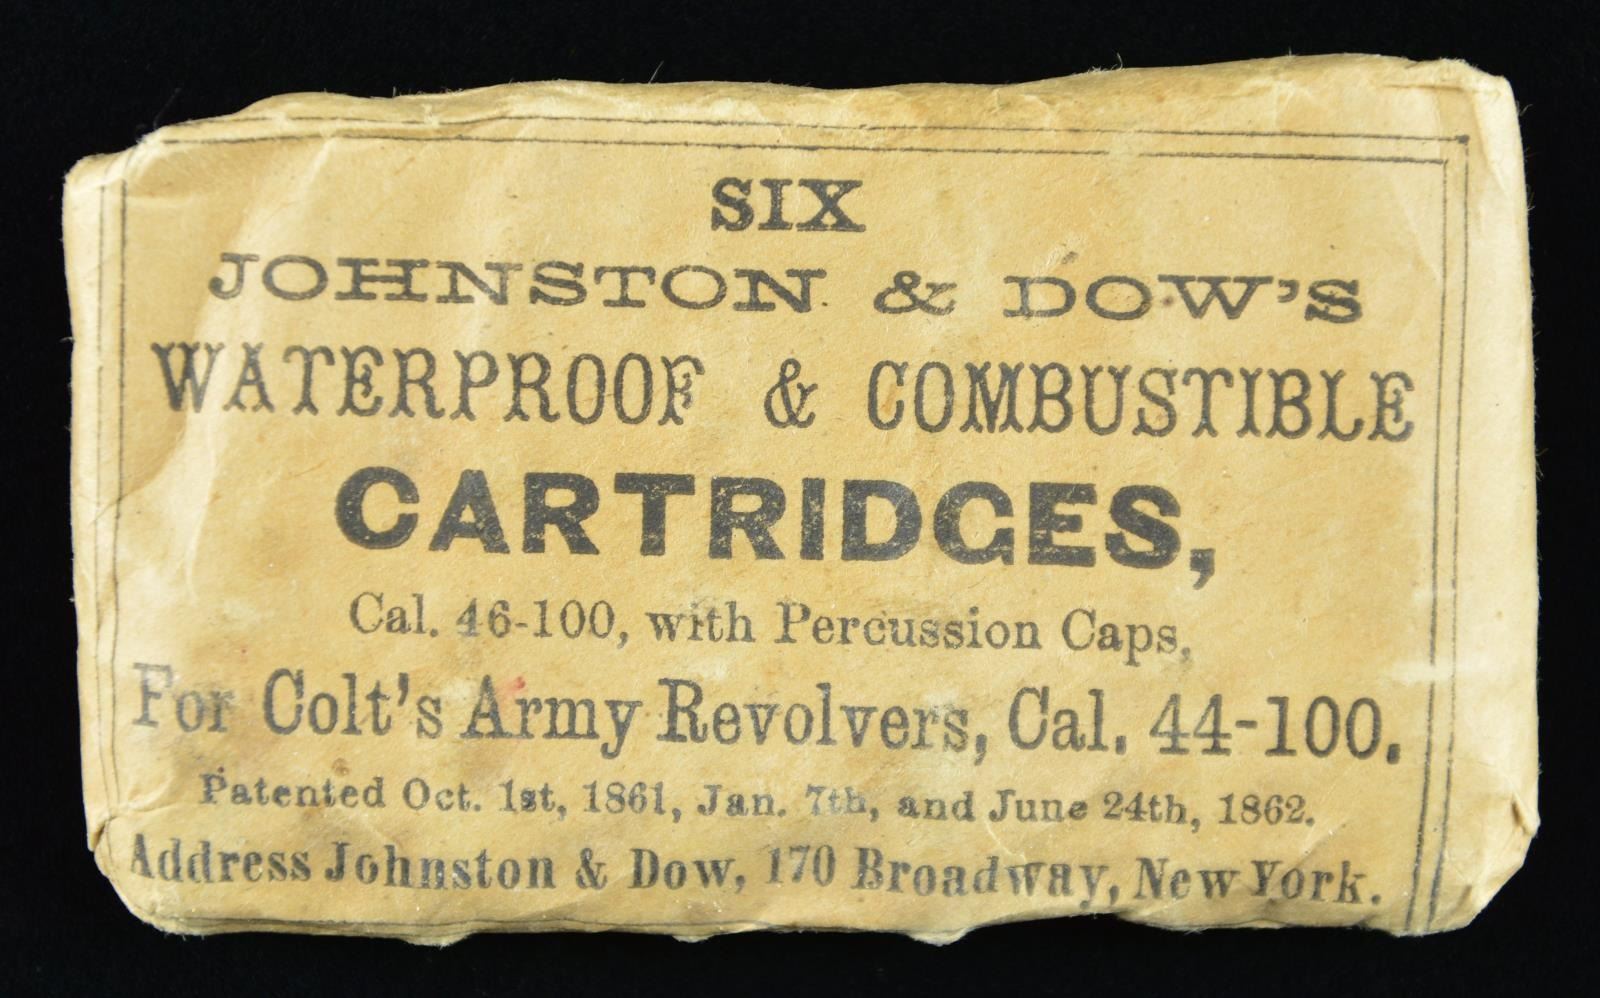 SIX
JOHNSTON & DOW'S
WATERPROOF & COMBUSTIBLE
CARTRIDGES,
Cal. 46-100, with Percussion Caps,
For Colt's Army Revolvers, Cal. 44-100.
Patented Oct. 1st, 1861, Jan. 7th, and June 24th, 1862.
Address Johnston & Dow, 170 Broadway, New York.